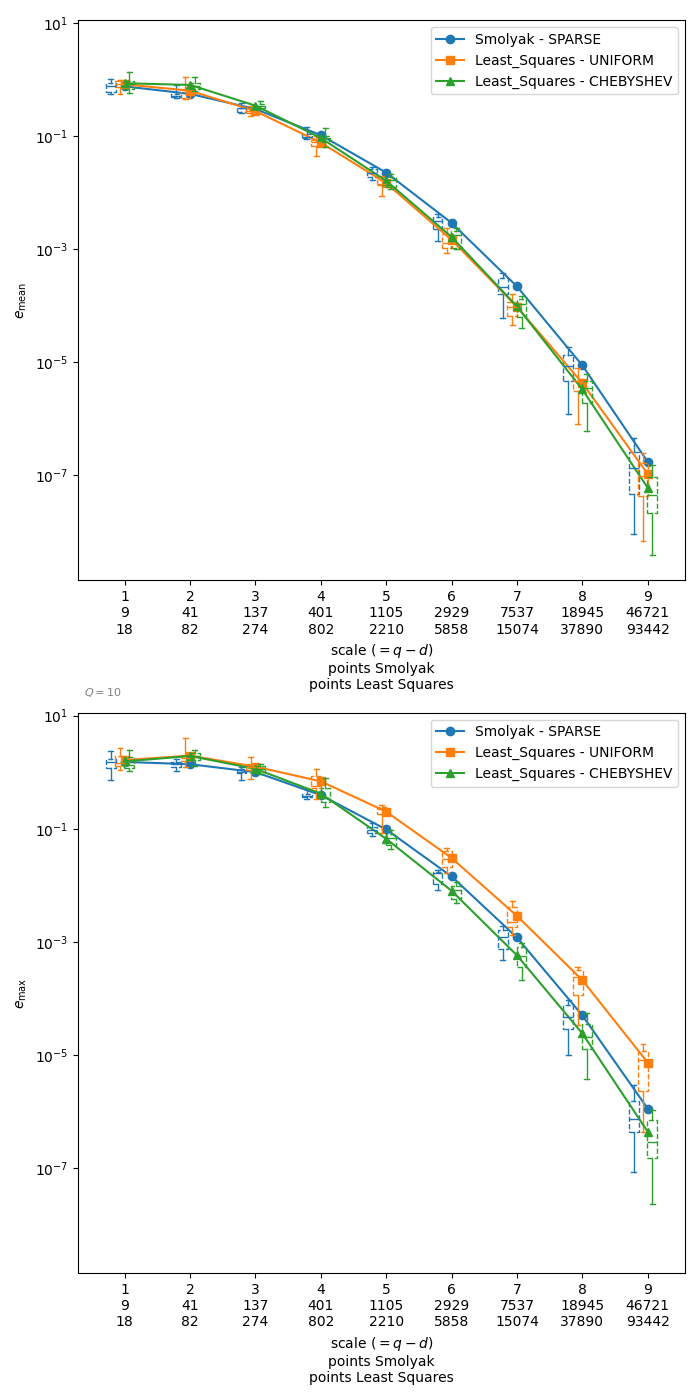 10^1
Smolyak - SPARSE
Least_Squares - UNIFORM
Least_Squares - CHEBYSHEV
10^-1
10^-3
e_mean
10^-5
10^-7
1 2 3 4 5 6 7 8 9
9 41 137 401 1105 2929 7537 18945 46721
18 82 274 802 2210 5858 15074 37890 93442
scale (= q − d)
points Smolyak
points Least Squares
Q = 10
10^1
Smolyak - SPARSE
Least_Squares - UNIFORM
Least_Squares - CHEBYSHEV
10^-1
10^-3
e_max
10^-5
10^-7
1 2 3 4 5 6 7 8 9
9 41 137 401 1105 2929 7537 18945 46721
18 82 274 802 2210 5858 15074 37890 93442
scale (= q − d)
points Smolyak
points Least Squares